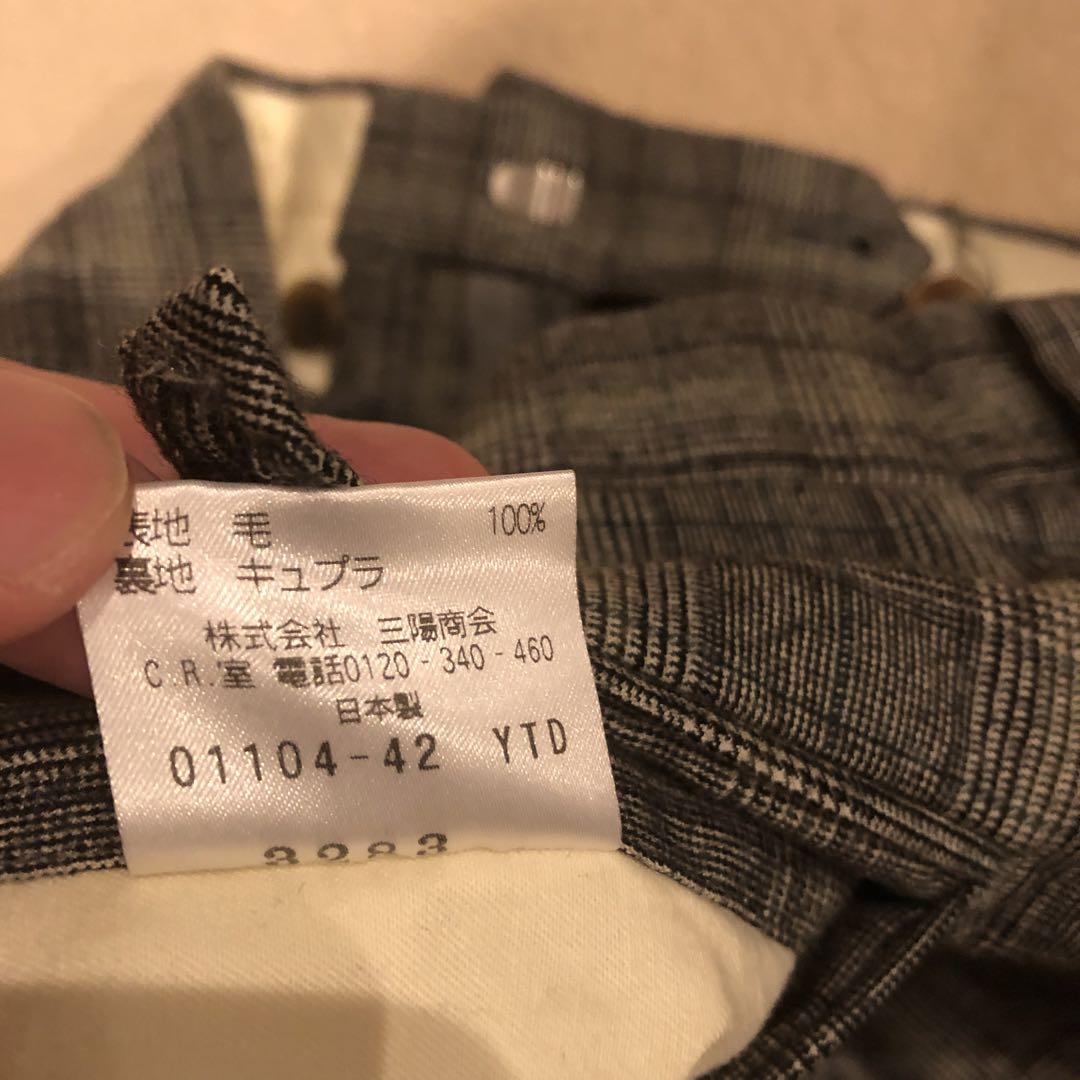 表地 毛 100%
裏地 キュプラ
株式会社 三陽商会
C.R.室 電話0120-340-460
日本製
01104-42 YTD
3283